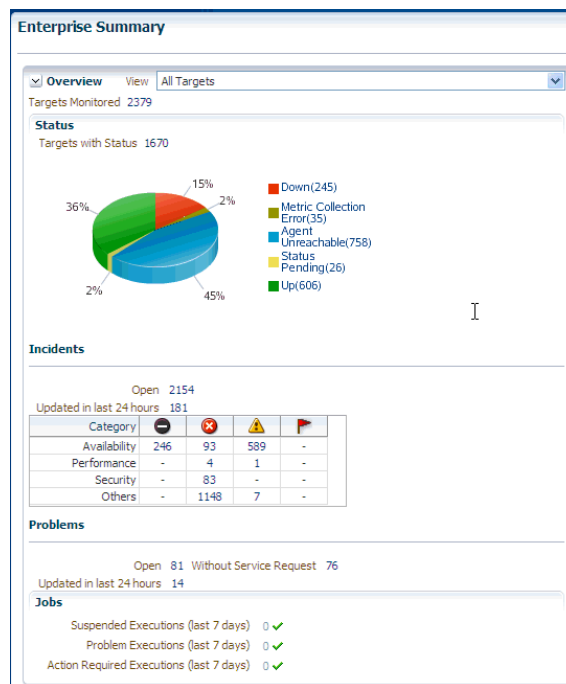 Enterprise Summary
Overview View All Targets
Targets Monitored 2379
Status
Targets with Status 1670
15%
2%
36%
2%
45%
Down(245)
Metric Collection
Error(35)
Agent
Unreachable(758)
Status
Pending(26)
Up(606)
Incidents
Open 2154
Updated in last 24 hours 181
Category
Availability 246 93 589 -
Performance - 4 1 -
Security - 83 - -
Others - 1148 7 -
Problems
Open 81 Without Service Request 76
Updated in last 24 hours 14
Jobs
Suspended Executions (last 7 days) 0
Problem Executions (last 7 days) 0
Action Required Executions (last 7 days) 0